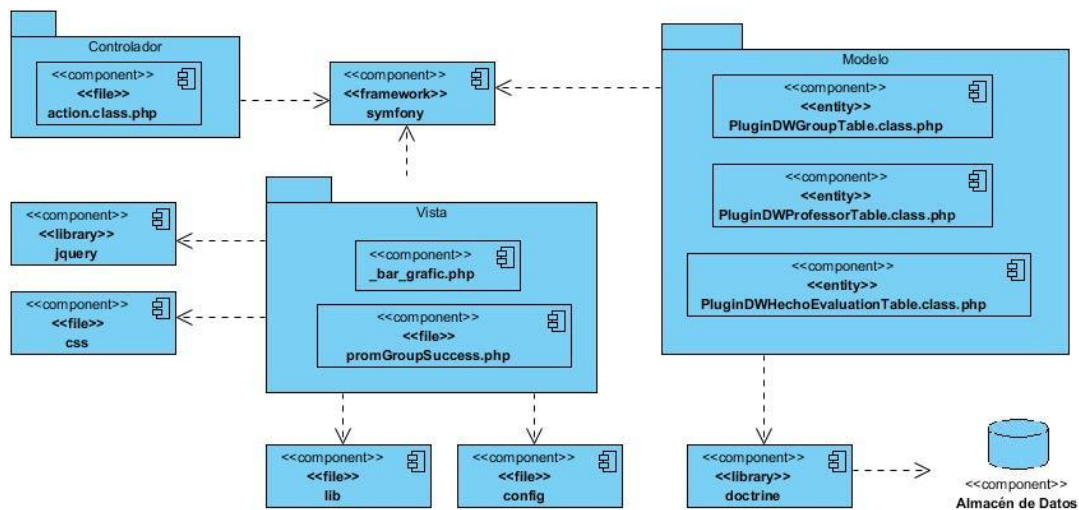 Controlador
<<component>>
<<file>>
action.class.php
<<component>>
<<framework>>
symfony
Modelo
<<component>>
<<entity>>
PluginDWGroupTable.class.php
<<component>>
<<entity>>
PluginDWProfessorTable.class.php
<<component>>
<<entity>>
PluginDWHechoEvaluationTable.class.php
<<component>>
<<library>>
jquery
<<component>>
<<file>>
css
Vista
<<component>>
_bar_grafic.php
<<component>>
<<file>>
promGroupSuccess.php
<<component>>
<<file>>
lib
<<component>>
<<file>>
config
<<component>>
<<library>>
doctrine
<<component>>
Almacén de Datos